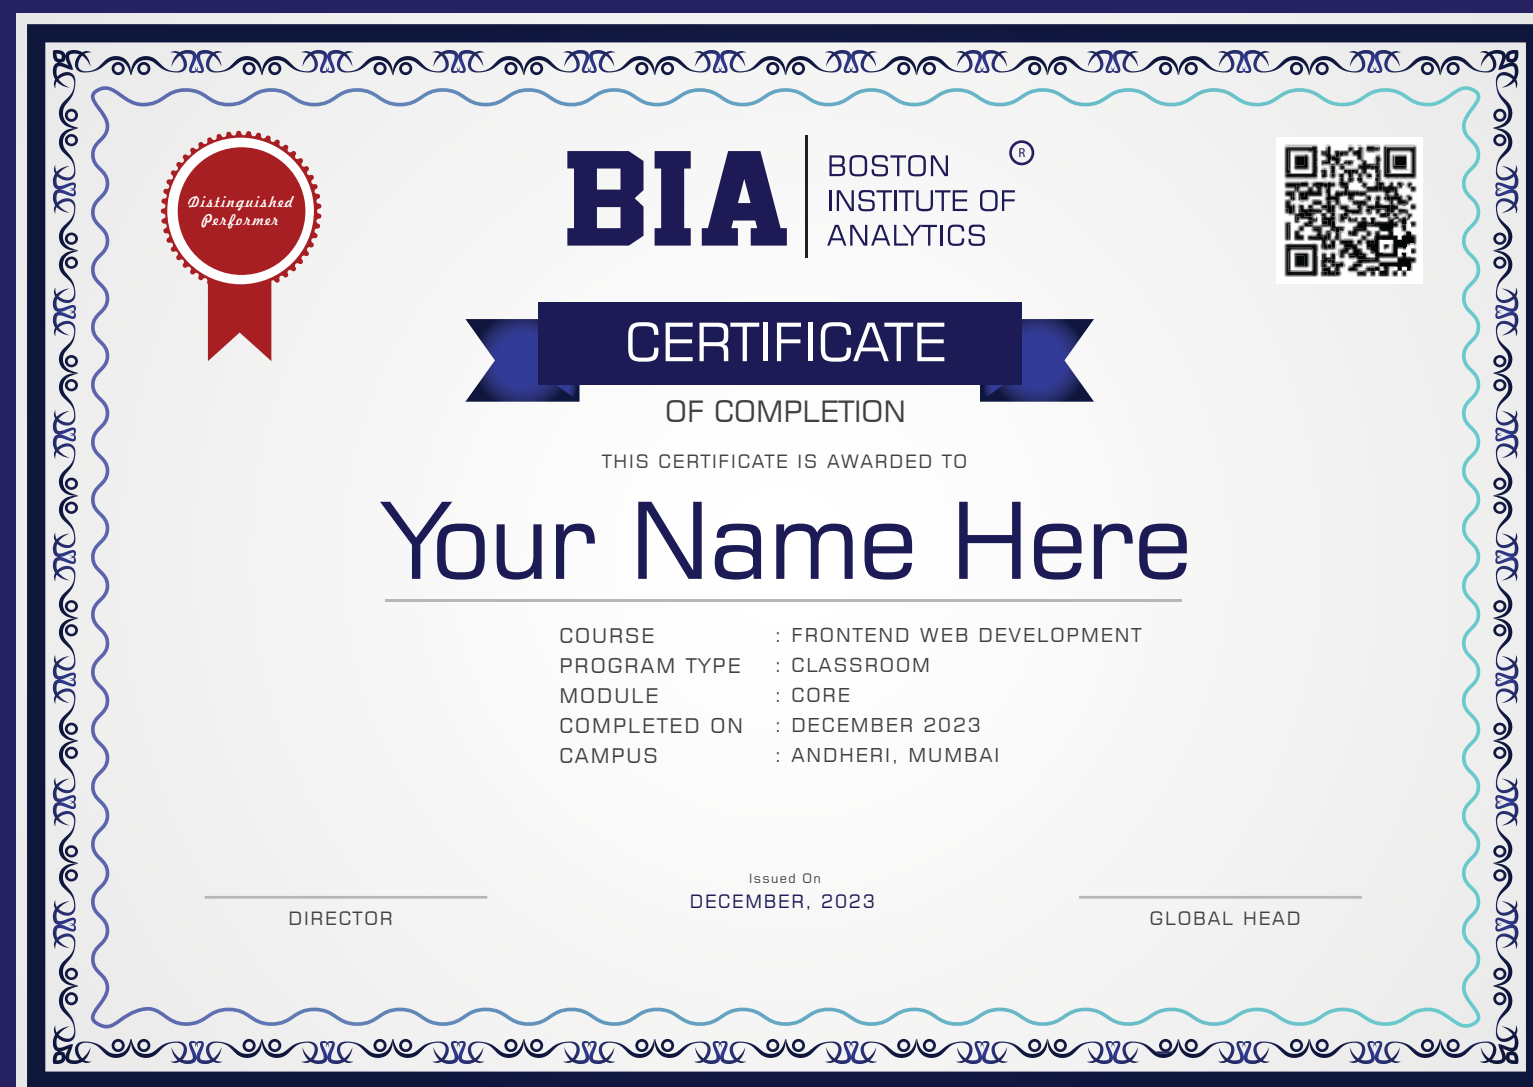 Distinguished
Performer
BIA
BOSTON
INSTITUTE OF
ANALYTICS
®
CERTIFICATE
OF COMPLETION
THIS CERTIFICATE IS AWARDED TO
Your Name Here
COURSE : FRONTEND WEB DEVELOPMENT
PROGRAM TYPE : CLASSROOM
MODULE : CORE
COMPLETED ON : DECEMBER 2023
CAMPUS : ANDHERI, MUMBAI
Issued On
DECEMBER, 2023
DIRECTOR
GLOBAL HEAD